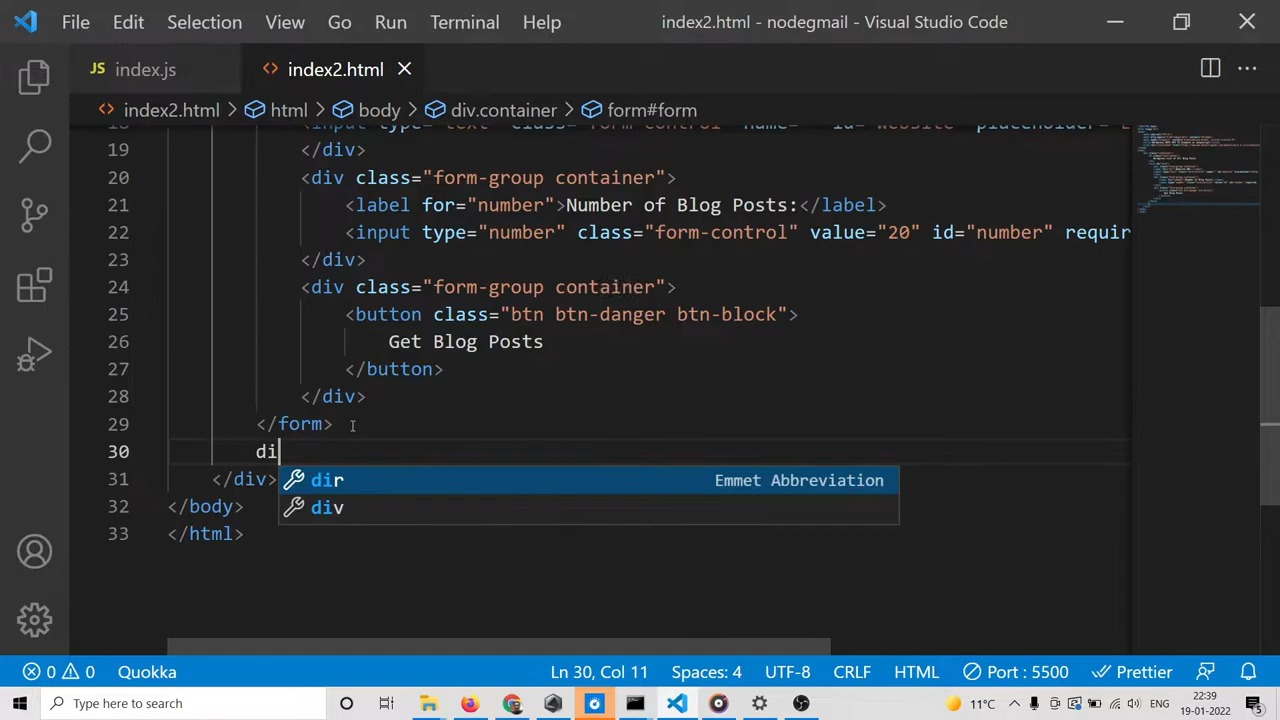 File Edit Selection View Go Run Terminal Help index2.html - nodegmail - Visual Studio Code
JS index.js <> index2.html
<> index2.html > html > body > div.container > form#form
19 </div>
20 <div class="form-group container">
21 <label for="number">Number of Blog Posts:</label>
22 <input type="number" class="form-control" value="20" id="number" requir
23 </div>
24 <div class="form-group container">
25 <button class="btn btn-danger btn-block">
26 Get Blog Posts
27 </button>
28 </div>
29 </form>
30 di
dir Emmet Abbreviation
31 </div>
div
32 </body>
33 </html>
0 0 Quokka Ln 30, Col 11 Spaces: 4 UTF-8 CRLF HTML Port : 5500 Prettier
Type here to search 11°C ENG 22:39
19-01-2022 5